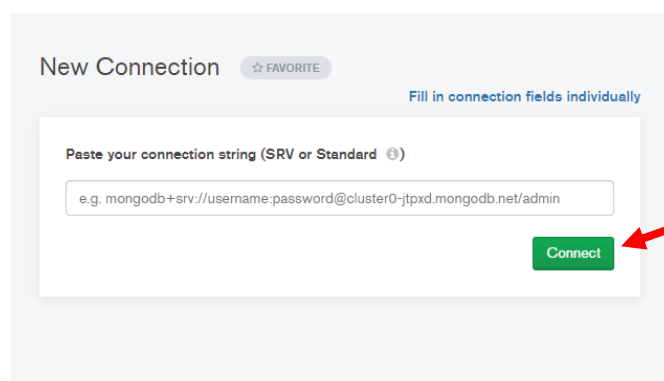 New Connection ☆ FAVORITE
Fill in connection fields individually
Paste your connection string (SRV or Standard ⓘ)
e.g. mongodb+srv://username:password@cluster0-jtpxd.mongodb.net/admin
Connect